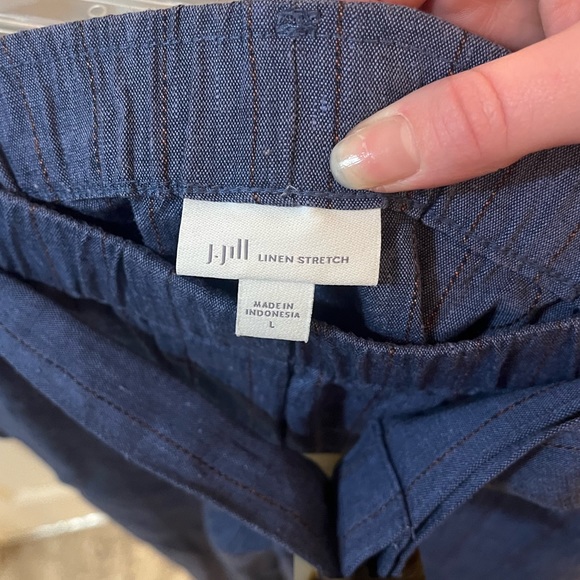 J.Jill LINEN STRETCH
MADE IN
INDONESIA
L